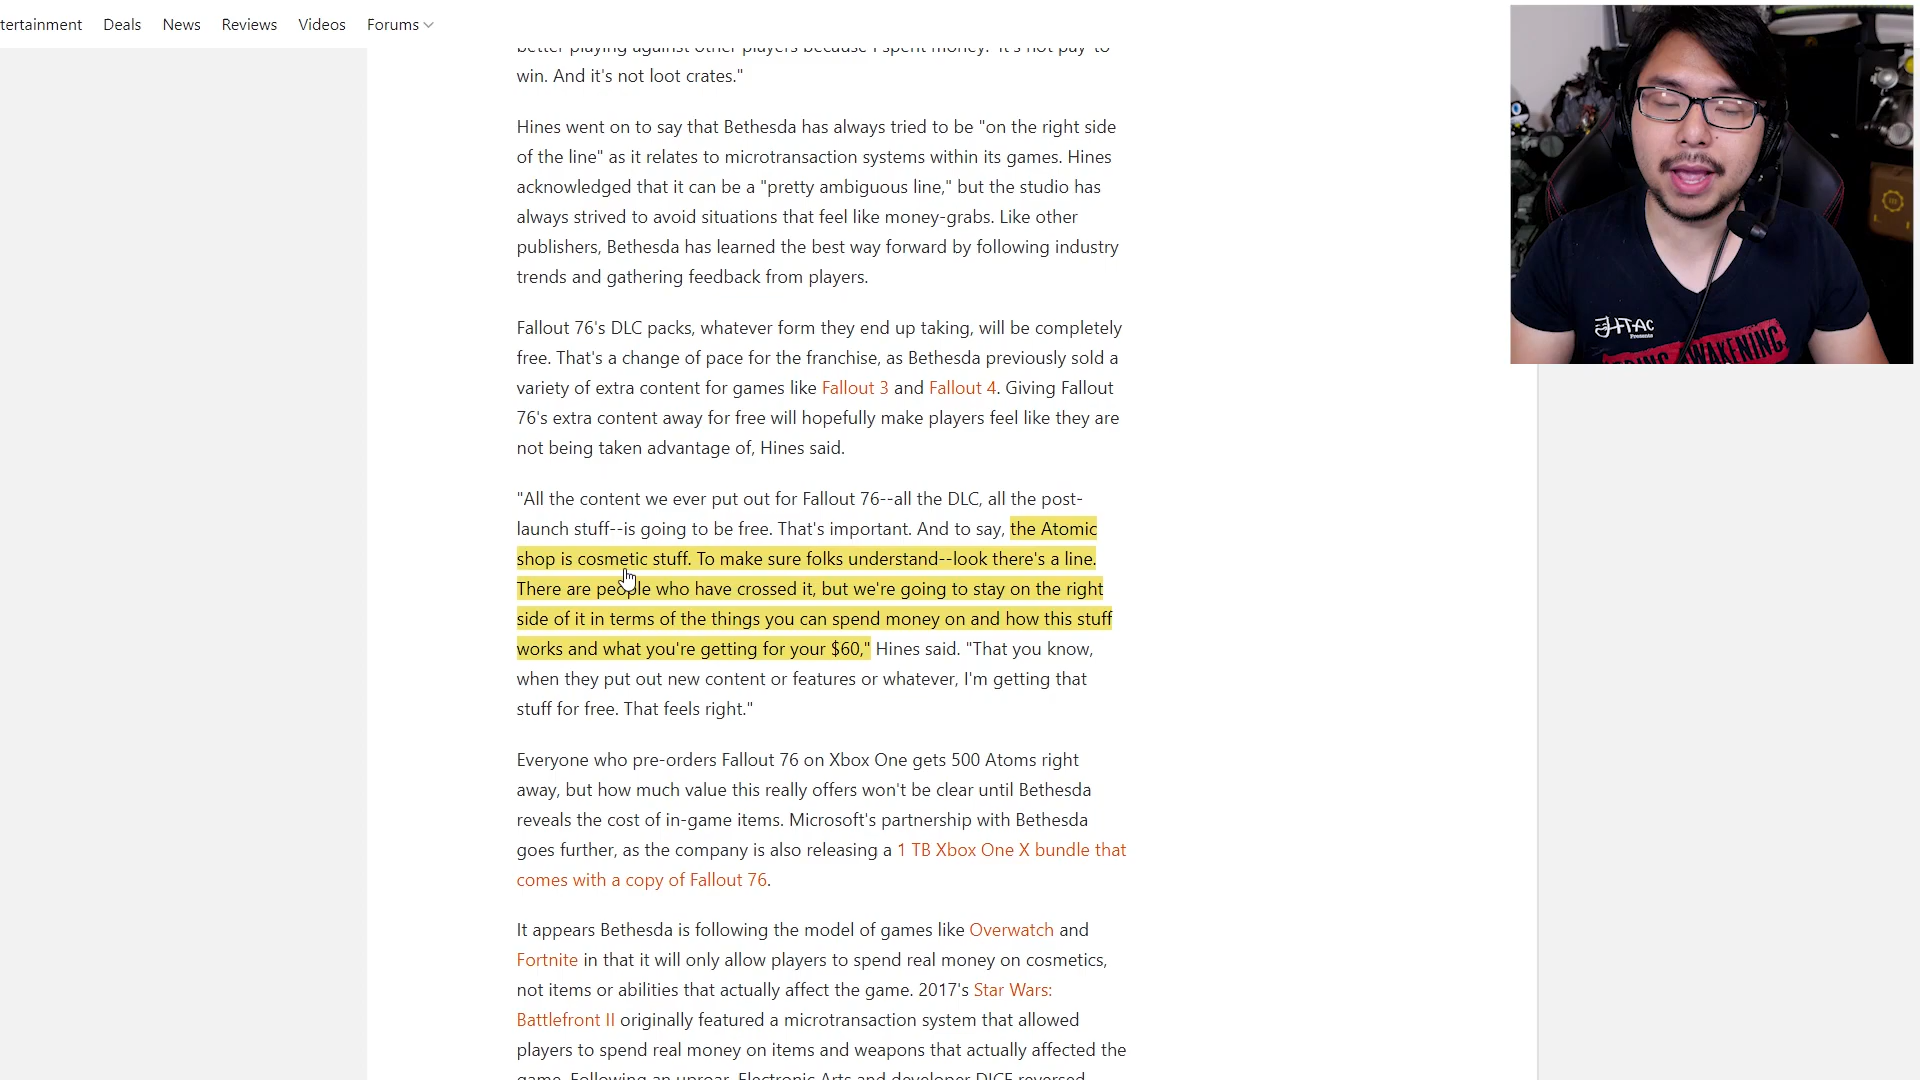 tertainment Deals News Reviews Videos Forums
better playing against other players because I spent money.' It's not pay-to-
win. And it's not loot crates."
Hines went on to say that Bethesda has always tried to be "on the right side
of the line" as it relates to microtransaction systems within its games. Hines
acknowledged that it can be a "pretty ambiguous line," but the studio has
always strived to avoid situations that feel like money-grabs. Like other
publishers, Bethesda has learned the best way forward by following industry
trends and gathering feedback from players.
Fallout 76's DLC packs, whatever form they end up taking, will be completely
free. That's a change of pace for the franchise, as Bethesda previously sold a
variety of extra content for games like Fallout 3 and Fallout 4. Giving Fallout
76's extra content away for free will hopefully make players feel like they are
not being taken advantage of, Hines said.
"All the content we ever put out for Fallout 76--all the DLC, all the post-
launch stuff--is going to be free. That's important. And to say, the Atomic
shop is cosmetic stuff. To make sure folks understand--look there's a line.
There are people who have crossed it, but we're going to stay on the right
side of it in terms of the things you can spend money on and how this stuff
works and what you're getting for your $60," Hines said. "That you know,
when they put out new content or features or whatever, I'm getting that
stuff for free. That feels right."
Everyone who pre-orders Fallout 76 on Xbox One gets 500 Atoms right
away, but how much value this really offers won't be clear until Bethesda
reveals the cost of in-game items. Microsoft's partnership with Bethesda
goes further, as the company is also releasing a 1 TB Xbox One X bundle that
comes with a copy of Fallout 76.
It appears Bethesda is following the model of games like Overwatch and
Fortnite in that it will only allow players to spend real money on cosmetics,
not items or abilities that actually affect the game. 2017's Star Wars:
Battlefront II originally featured a microtransaction system that allowed
players to spend real money on items and weapons that actually affected the
game. Following an uproar, Electronic Arts and developer DICE reversed
Presents
AWAKENING